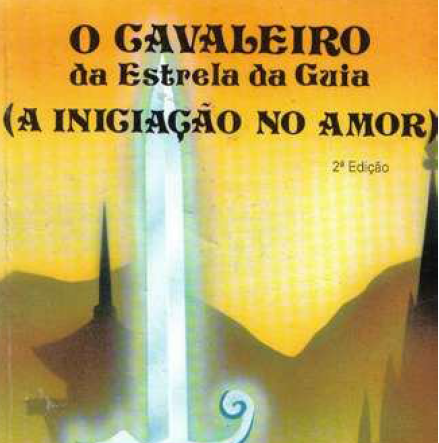 O CAVALEIRO
da Estrela da Guia
(A INICIAÇÃO NO AMOR)
2ª Edição